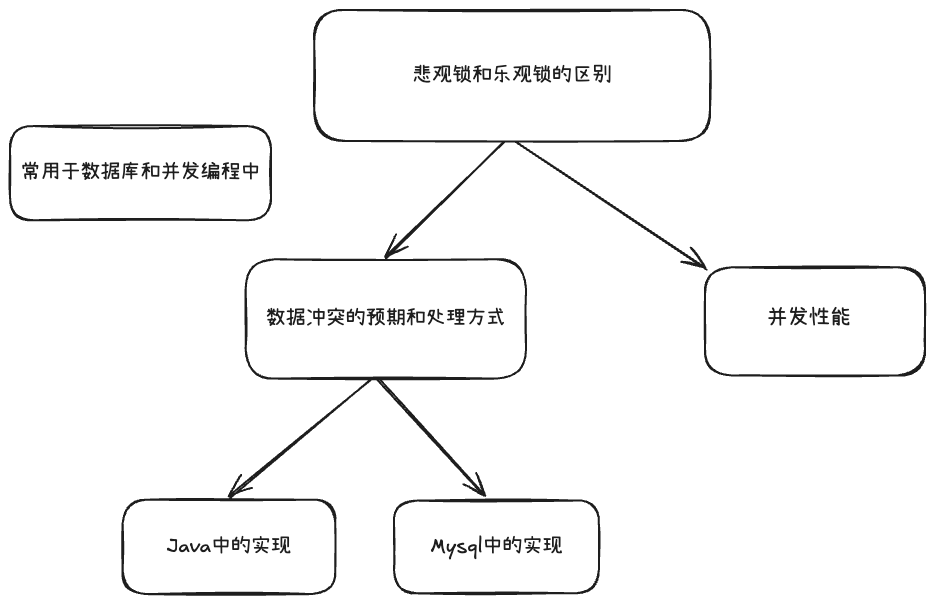 悲观锁和乐观锁的区别
常用于数据库和并发编程中
数据冲突的预期和处理方式
并发性能
Java中的实现
Mysql中的实现